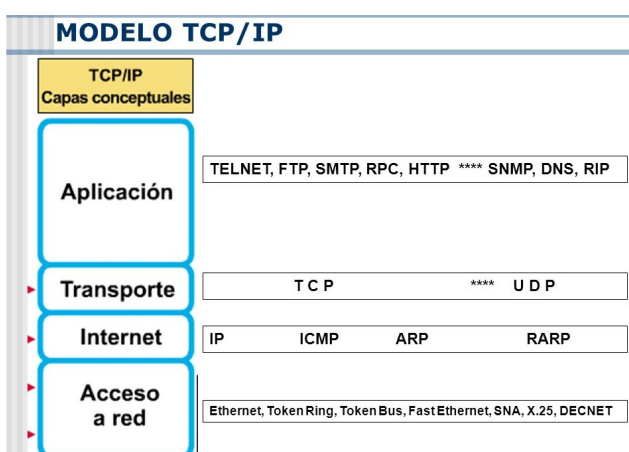 MODELO TCP/IP
TCP/IP
Capas conceptuales
Aplicación
TELNET, FTP, SMTP, RPC, HTTP **** SNMP, DNS, RIP
Transporte
T C P **** U D P
Internet
IP ICMP ARP RARP
Acceso
a red
Ethernet, Token Ring, Token Bus, Fast Ethernet, SNA, X.25, DECNET